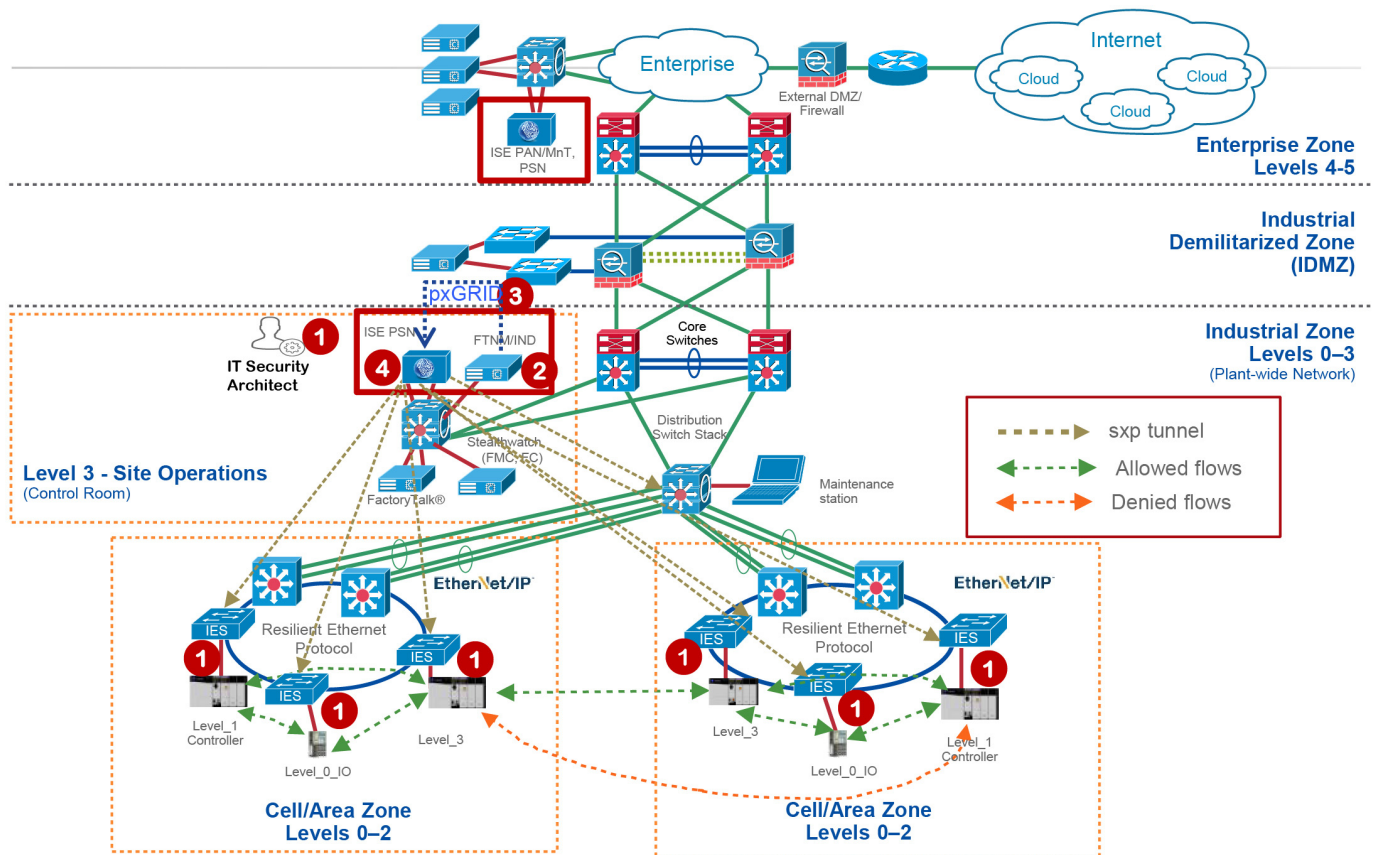 Internet
Enterprise
Cloud
Cloud
Cloud
External DMZ/
Firewall
ISE PAN/MnT,
PSN
Enterprise Zone
Levels 4-5
Industrial
Demilitarized Zone
(IDMZ)
pxGRID
3
ISE PSN
FTNM/IND
1
IT Security
Architect
4
2
Core
Switches
Industrial Zone
Levels 0–3
(Plant-wide Network)
Distribution
Switch Stack
Stealthwatch
(FMC, FC)
Level 3 - Site Operations
(Control Room)
FactoryTalk®
Maintenance
station
sxp tunnel
Allowed flows
Denied flows
EtherNet/IP™
Resilient Ethernet
Protocol
IES
IES
IES
1
1
1
Level_1
Controller
Level_3
Level_0_IO
Cell/Area Zone
Levels 0–2
EtherNet/IP™
Resilient Ethernet
Protocol
IES
IES
IES
1
1
1
Level_3
Level_1
Controller
Level_0_IO
Cell/Area Zone
Levels 0–2